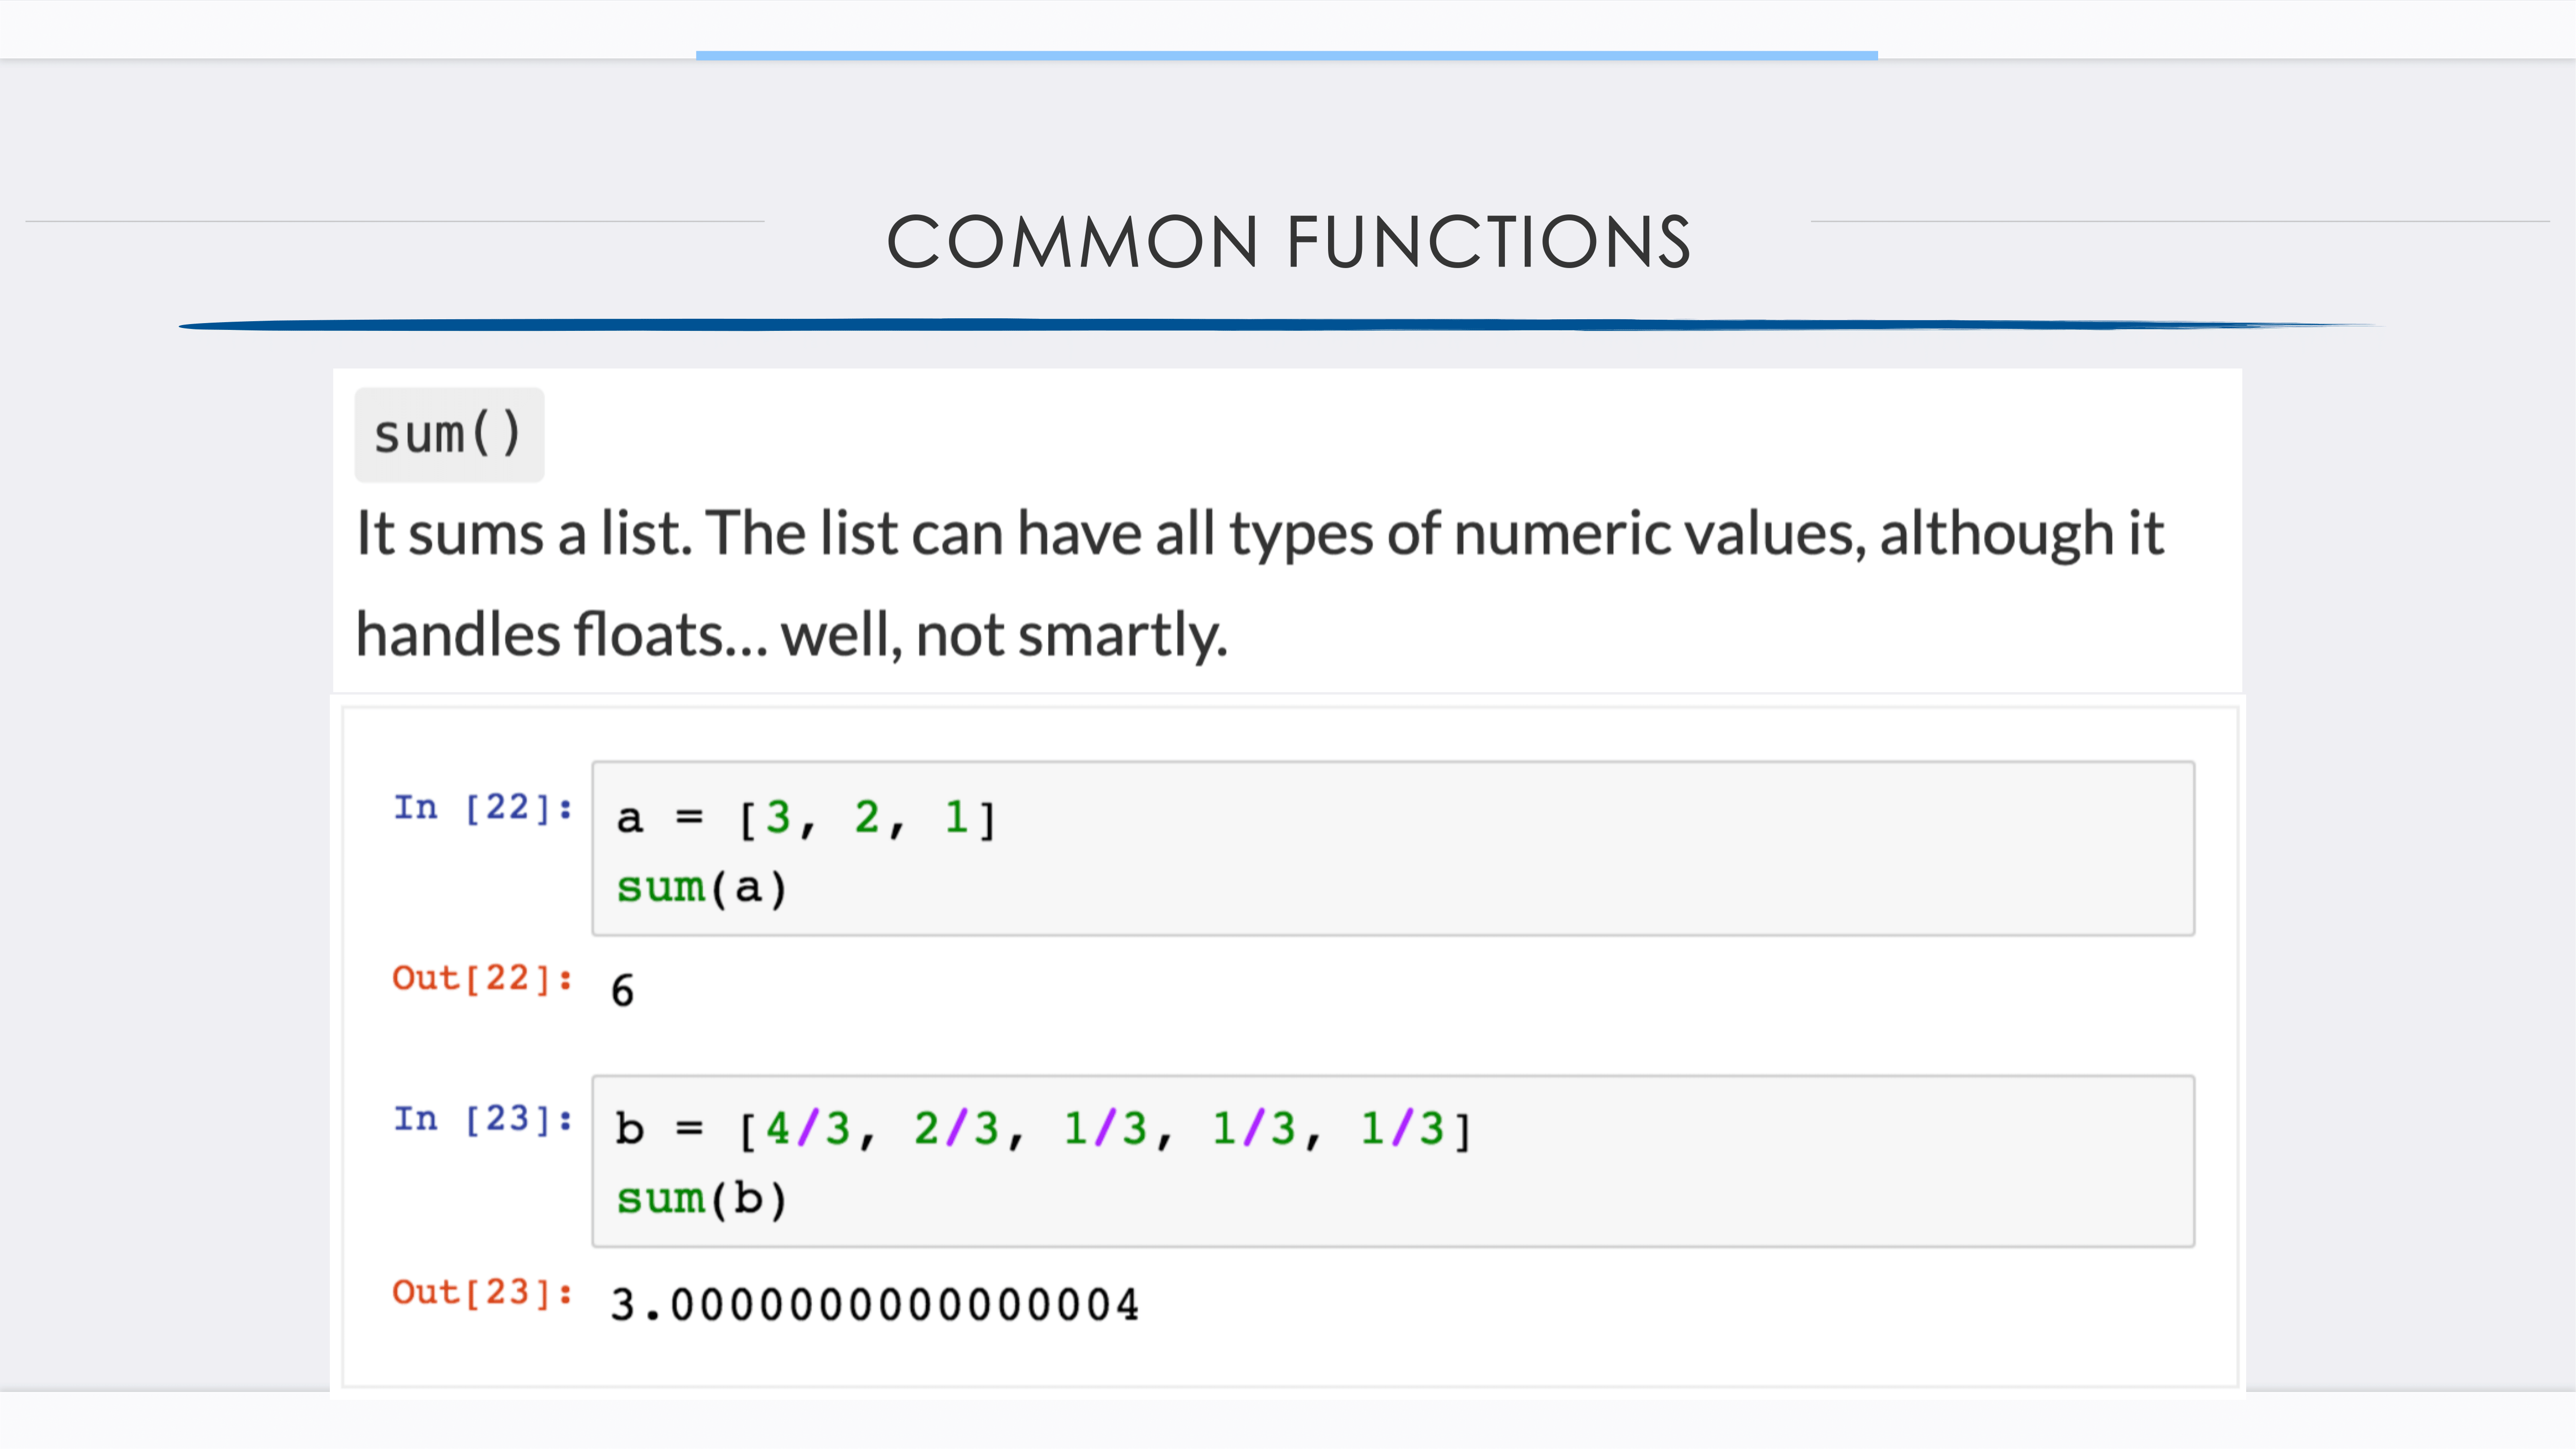 COMMON FUNCTIONS
sum()
It sums a list. The list can have all types of numeric values, although it
handles floats… well, not smartly.
In [22]: a = [3, 2, 1]
sum(a)
Out[22]: 6
In [23]: b = [4/3, 2/3, 1/3, 1/3, 1/3]
sum(b)
Out[23]: 3.0000000000000004